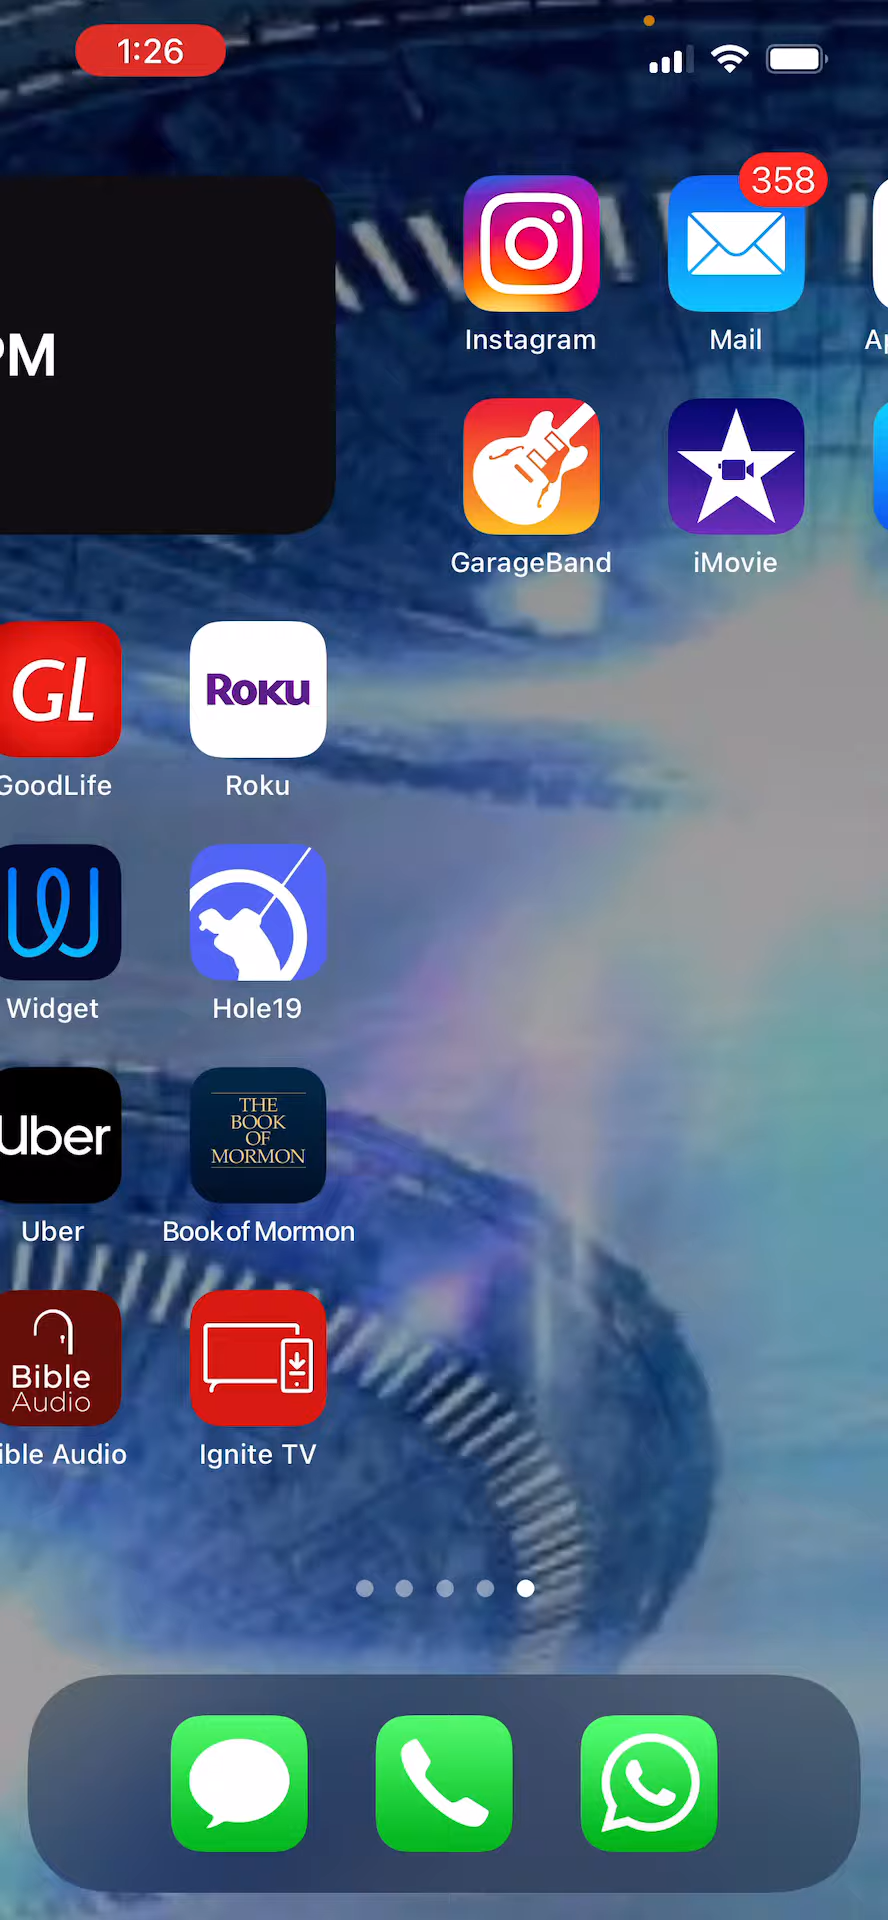 1:26
358
PM
Instagram
Mail
GarageBand
iMovie
GL
Roku
GoodLife
Roku
Widget
Hole19
Uber
THE
BOOK
OF
MORMON
Uber
Book of Mormon
Bible
Audio
ible Audio
Ignite TV